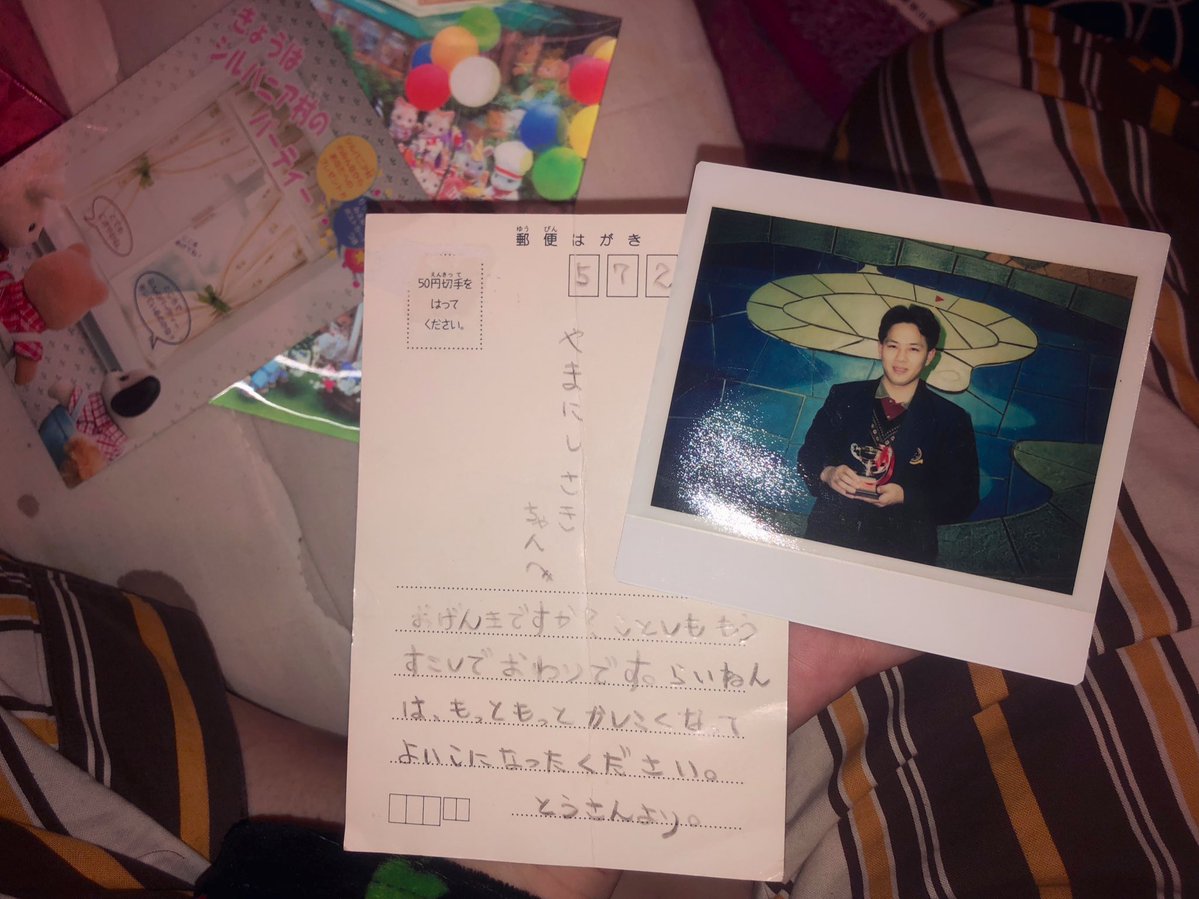 きょうは
シルバニア村の
パーティー
郵便はがき
ゆう びん
えんきって
50円切手を
はって
ください。
572
やまにしさき
ちゃんへ
おげんきですか? ことしももう
すこしでおわりです。らいねん
は、もっともっとかしこくなって
よいこになったください。
とうさんより。